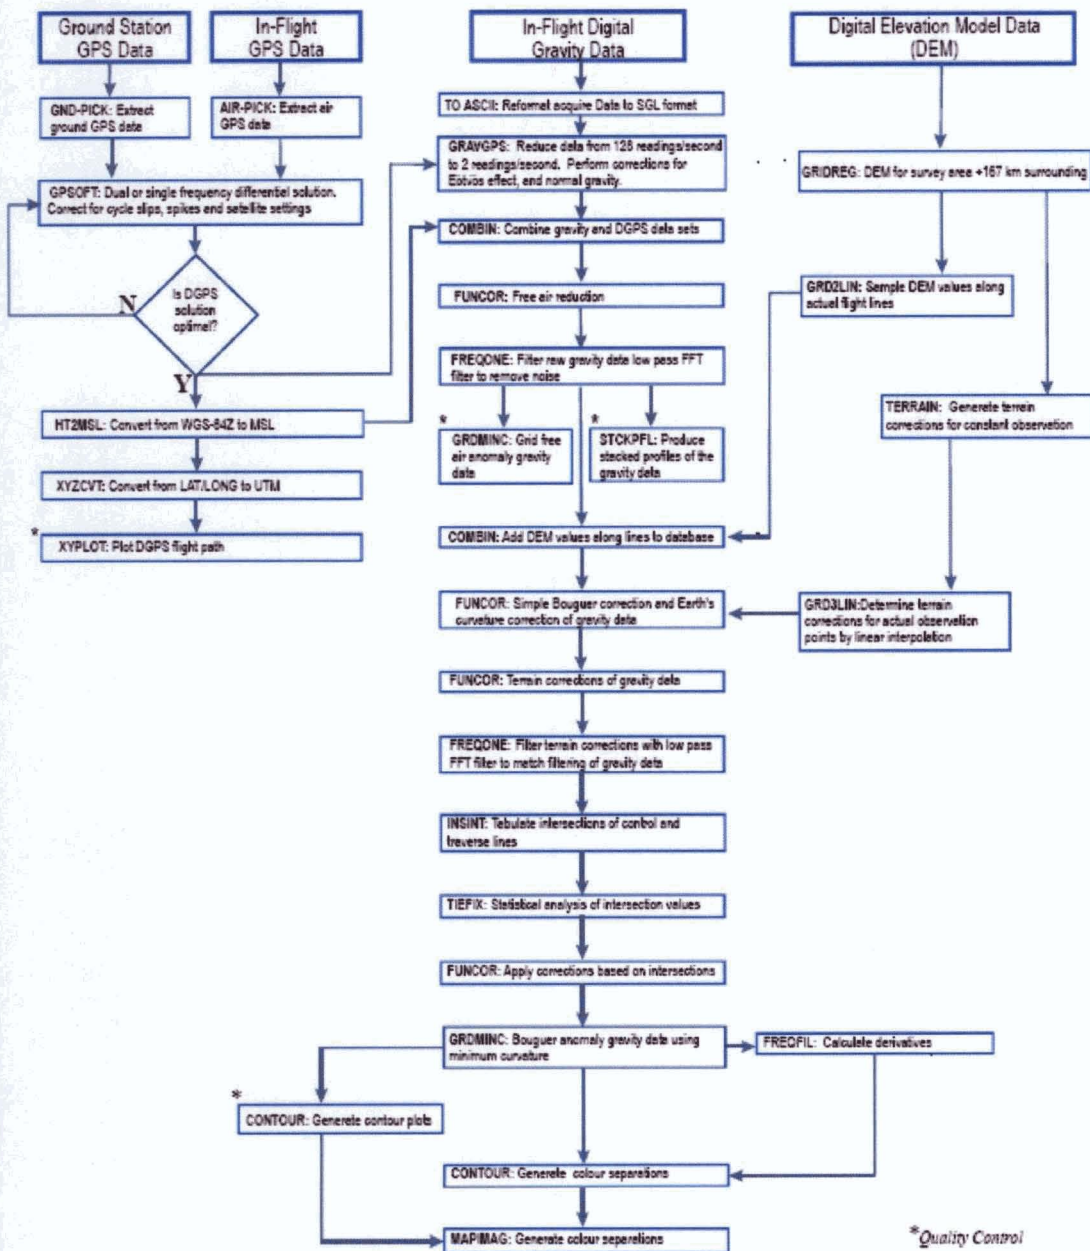 Ground Station
GPS Data
In-Flight
GPS Data
In-Flight Digital
Gravity Data
Digital Elevation Model Data
(DEM)
GND-PICK: Extract
ground GPS data
AIR-PICK: Extract air
GPS data
GPSOFT: Dual or single frequency differential solution.
Correct for cycle slips, spikes and satellite settings
N
Is DGPS
solution
optimal?
Y
HT2MSL: Convert from WGS-84Z to MSL
XYZCVT: Convert from LAT/LONG to UTM
*
XYPLOT: Plot DGPS flight path
TO ASCII: Reformat acquire Data to SGL format
GRAVGPS: Reduce data from 128 readings/second
to 2 readings/second. Perform corrections for
Eötvös effect, and normal gravity.
COMBIN: Combine gravity and DGPS data sets
FUNCOR: Free air reduction
FREQONE: Filter raw gravity data low pass FFT
filter to remove noise
*
GRDMINC: Grid free
air anomaly gravity
data
*
STCKPFL: Produce
stacked profiles of the
gravity data
COMBIN: Add DEM values along lines to database
FUNCOR: Simple Bouguer correction and Earth's
curvature correction of gravity data
FUNCOR: Terrain corrections of gravity data
FREQONE: Filter terrain corrections with low pass
FFT filter to match filtering of gravity data
INSINT: Tabulate intersections of control and
traverse lines
TIEFIX: Statistical analysis of intersection values
FUNCOR: Apply corrections based on intersections
GRDMINC: Bouguer anomaly gravity data using
minimum curvature
FREQFIL: Calculate derivatives
*
CONTOUR: Generate contour plots
CONTOUR: Generate colour separations
MAPIMAG: Generate colour separations
GRIDREG: DEM for survey area +167 km surrounding
GRD2LIN: Sample DEM values along
actual flight lines
TERRAIN: Generate terrain
corrections for constant observation
GRD3LIN:Determine terrain
corrections for actual observation
points by linear interpolation
*Quality Control